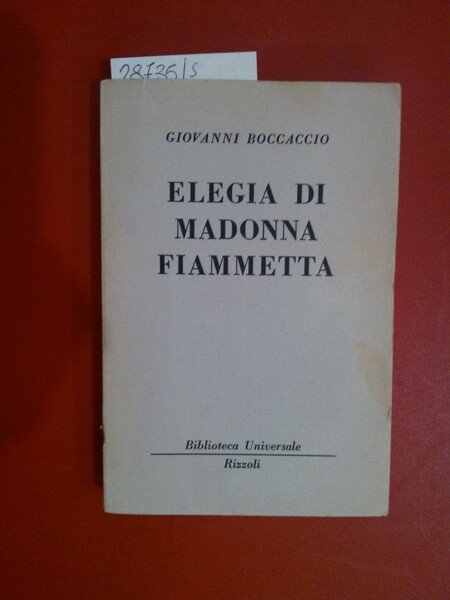 28735/s
GIOVANNI BOCCACCIO
ELEGIA DI
MADONNA
FIAMMETTA
Biblioteca Universale
Rizzoli